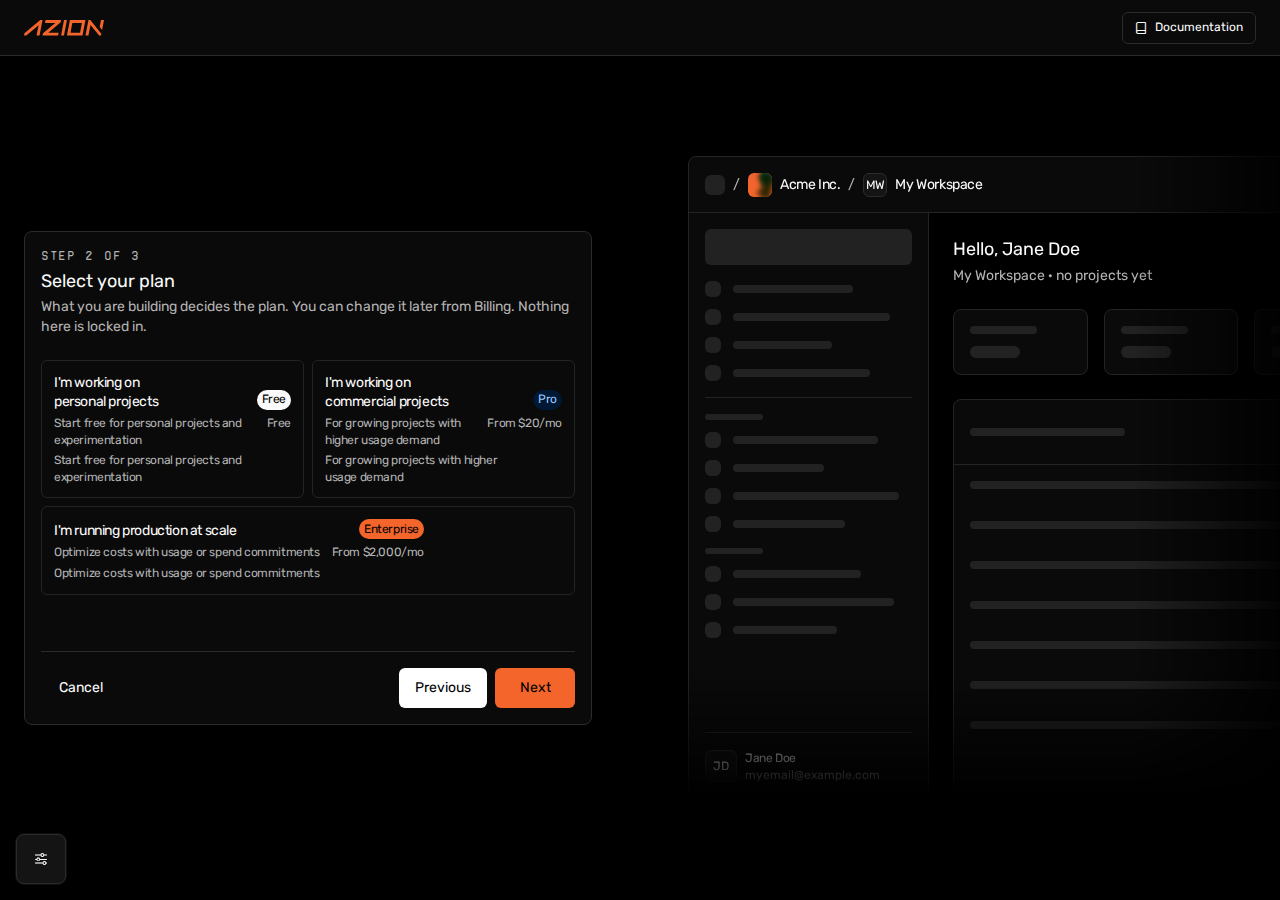 AZION
Documentation
STEP 2 OF 3
Select your plan
What you are building decides the plan. You can change it later from Billing. Nothing
here is locked in.
I'm working on
personal projects
Free
Start free for personal projects and
experimentation
Free
Start free for personal projects and
experimentation
I'm working on
commercial projects
Pro
For growing projects with
higher usage demand
From $20/mo
For growing projects with higher
usage demand
I'm running production at scale
Enterprise
Optimize costs with usage or spend commitments
From $2,000/mo
Optimize costs with usage or spend commitments
Cancel
Previous
Next
/ Acme Inc. / MW My Workspace
Hello, Jane Doe
My Workspace • no projects yet
JD
Jane Doe
myemail@example.com